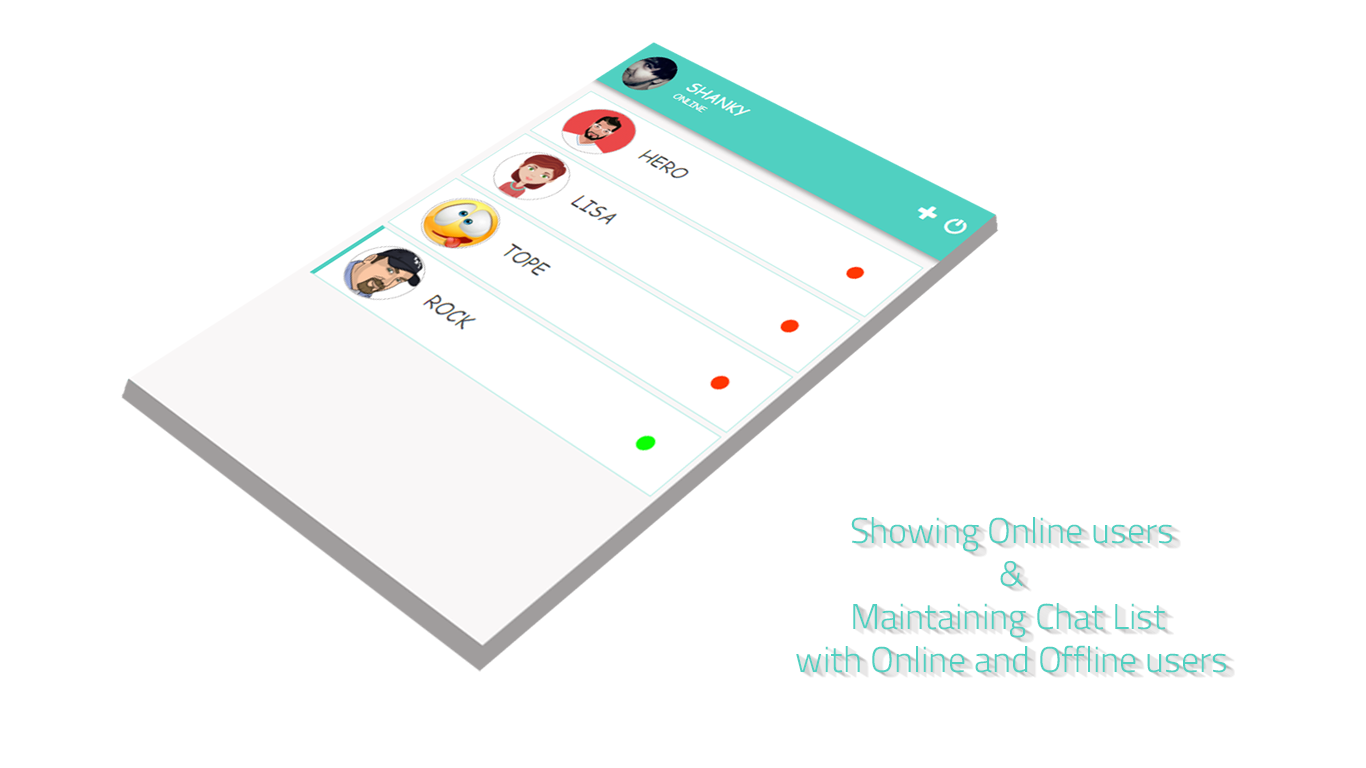 SHANKY
ONLINE
HERO
LISA
TOPE
ROCK
Showing Online users
&
Maintaining Chat List
with Online and Offline users